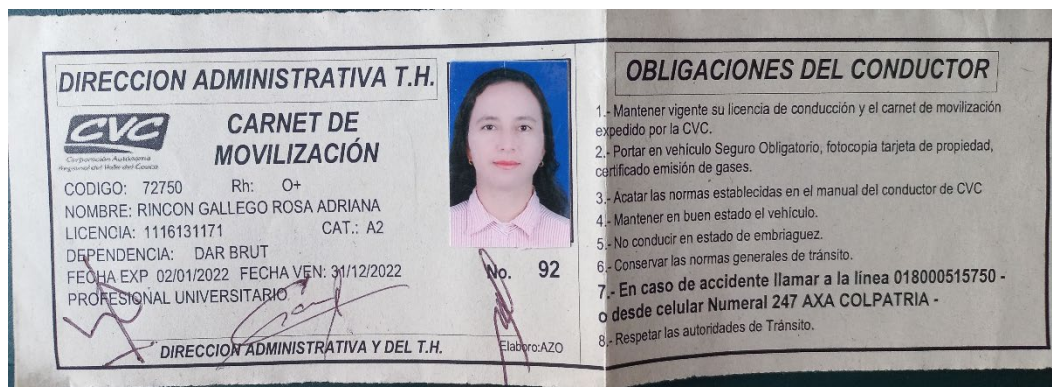 DIRECCION ADMINISTRATIVA T.H.
CVC
Corporación Autónoma
Regional del Valle del Cauca
CARNET DE
MOVILIZACIÓN
CODIGO: 72750 Rh: O+
NOMBRE: RINCON GALLEGO ROSA ADRIANA
LICENCIA: 1116131171 CAT.: A2
DEPENDENCIA: DAR BRUT
FECHA EXP 02/01/2022 FECHA VEN: 31/12/2022
PROFESIONAL UNIVERSITARIO
No. 92
DIRECCION ADMINISTRATIVA Y DEL T.H.
Elaboro:AZO
OBLIGACIONES DEL CONDUCTOR
1.- Mantener vigente su licencia de conducción y el carnet de movilización
expedido por la CVC.
2.- Portar en vehículo Seguro Obligatorio, fotocopia tarjeta de propiedad,
certificado emisión de gases.
3.- Acatar las normas establecidas en el manual del conductor de CVC
4.- Mantener en buen estado el vehículo.
5.- No conducir en estado de embriaguez.
6.- Conservar las normas generales de tránsito.
7.- En caso de accidente llamar a la línea 018000515750 -
o desde celular Numeral 247 AXA COLPATRIA -
8.- Respetar las autoridades de Trànsito.